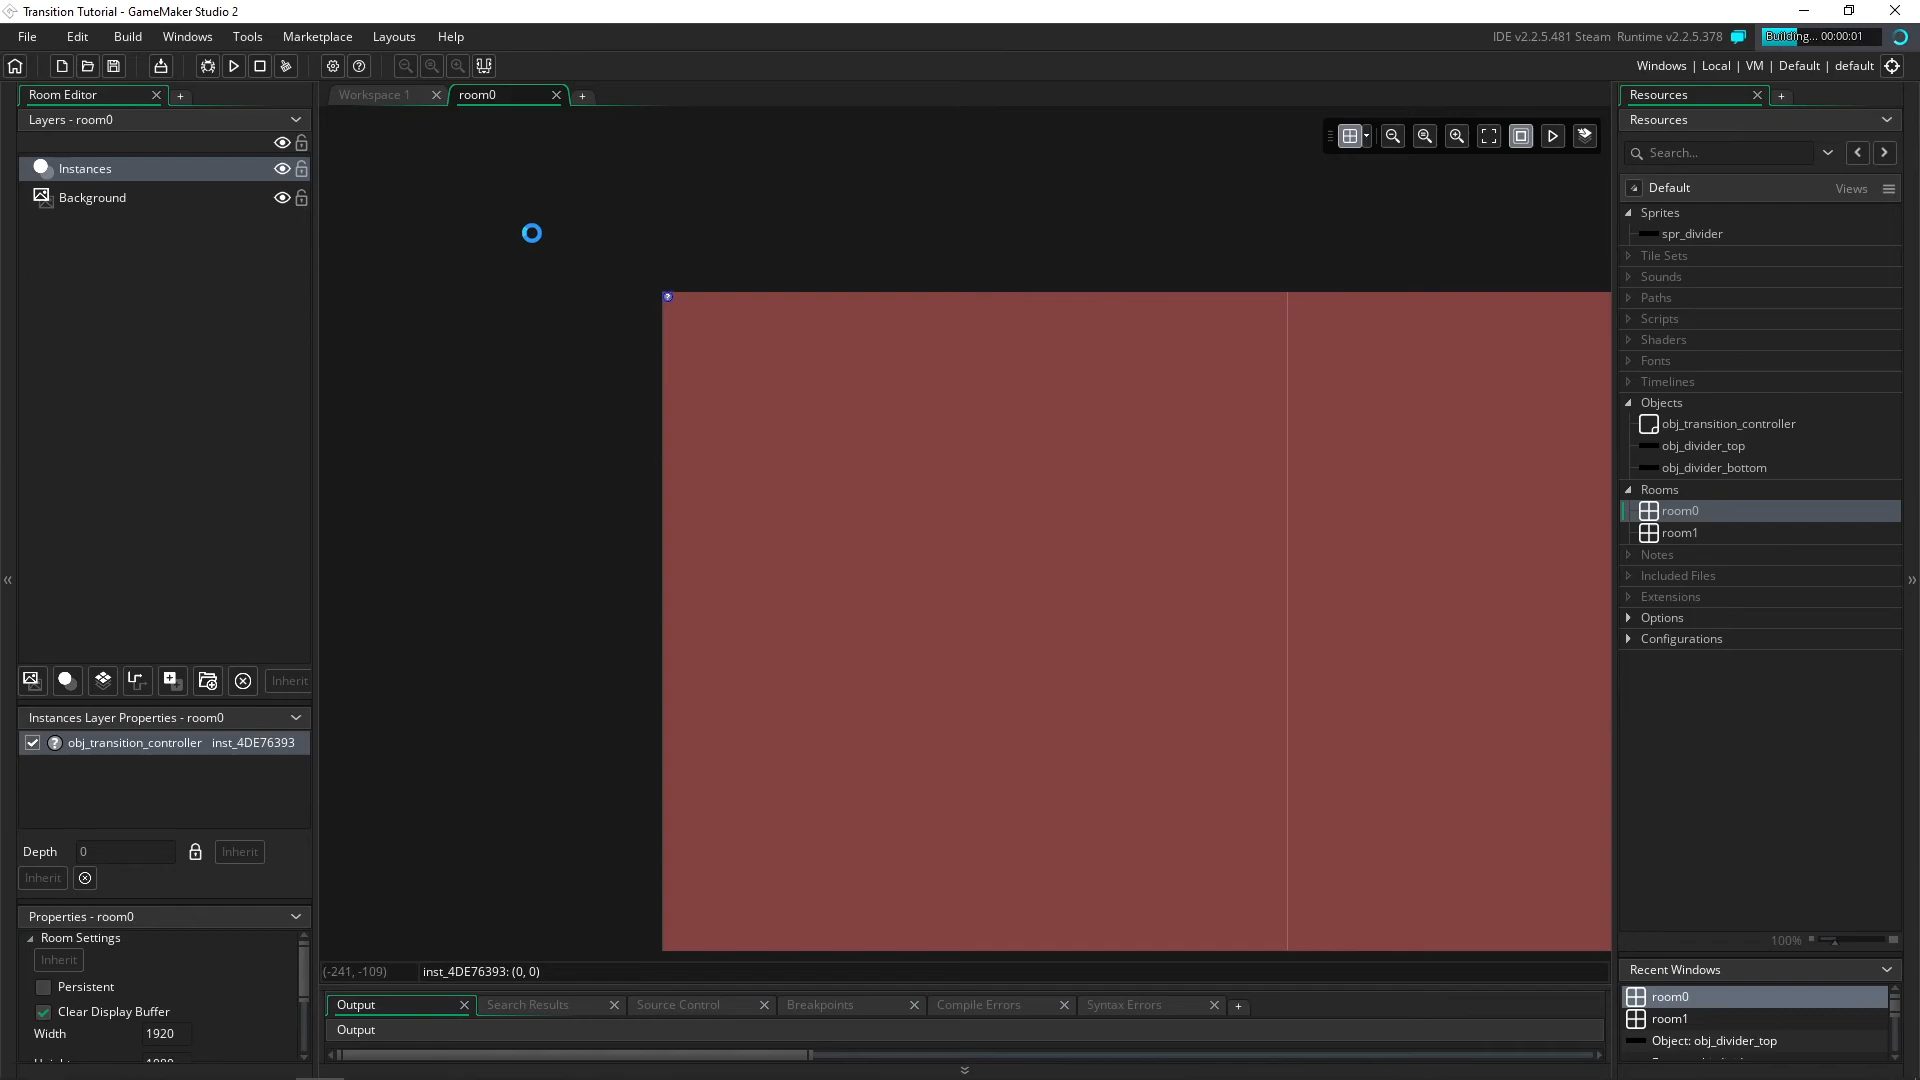 Transition Tutorial - GameMaker Studio 2
File Edit Build Windows Tools Marketplace Layouts Help
IDE v2.2.5.481 Steam Runtime v2.2.5.378
Building... 00:00:01
Windows | Local | VM | Default | default
Room Editor
Workspace 1
room0
Resources
Layers - room0
Resources
Search...
Instances
Default
Views
Background
Sprites
spr_divider
Tile Sets
Sounds
Paths
Scripts
Shaders
Fonts
Timelines
Objects
obj_transition_controller
obj_divider_top
obj_divider_bottom
Rooms
room0
room1
Notes
Included Files
Extensions
Options
Configurations
Inherit
Instances Layer Properties - room0
obj_transition_controller inst_4DE76393
Depth 0
Inherit
Inherit
Properties - room0
Room Settings
Inherit
Persistent
Clear Display Buffer
Width 1920
(-241, -109)
inst_4DE76393: (0, 0)
Output
Search Results
Source Control
Breakpoints
Compile Errors
Syntax Errors
Output
100%
Recent Windows
room0
room1
Object: obj_divider_top